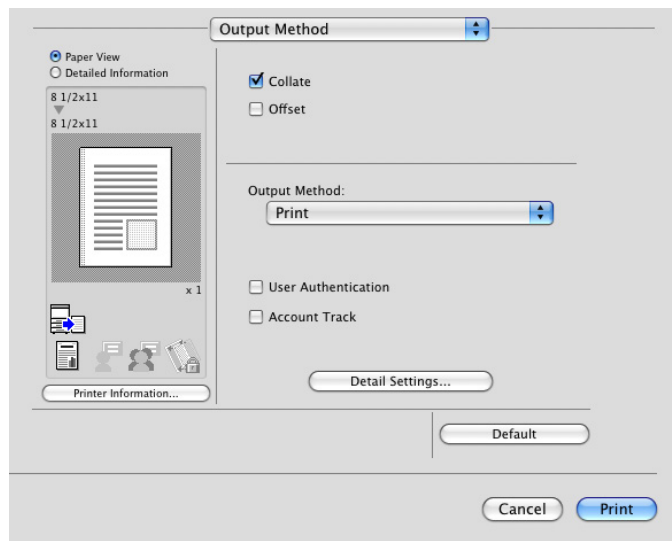 Output Method
Paper View
Detailed Information
8 1/2x11
8 1/2x11
x 1
Printer Information...
Collate
Offset
Output Method:
Print
User Authentication
Account Track
Detail Settings...
Default
Cancel
Print